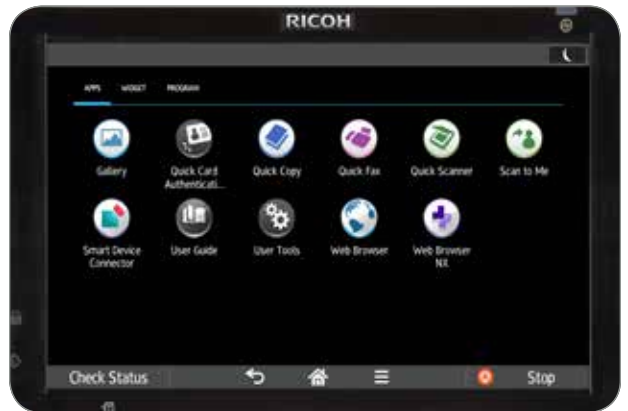 RICOH
APPS WIDGET PROGRAM
Gallery
Quick Card
Authenticati...
Quick Copy
Quick Fax
Quick Scanner
Scan to Me
Smart Device
Connector
User Guide
User Tools
Web Browser
Web Browser
NX
Check Status
Stop